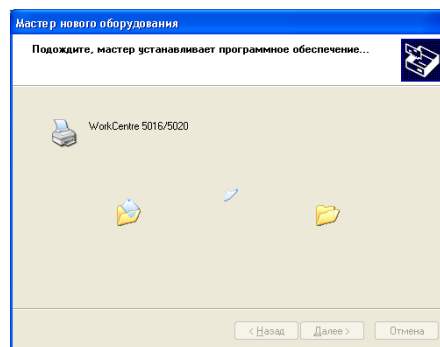 Мастер нового оборудования
Подождите, мастер устанавливает программное обеспечение...
WorkCentre 5016/5020
< Назад Далее > Отмена